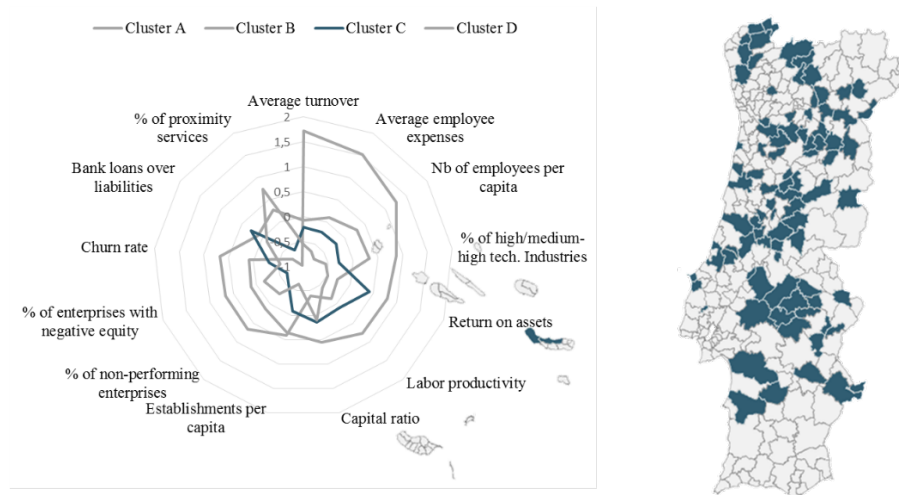 Cluster A Cluster B Cluster C Cluster D
Average turnover
% of proximity
services
Average employee
expenses
Bank loans over
liabilities
Nb of employees per
capita
Churn rate
% of high/medium-
high tech. Industries
% of enterprises with
negative equity
Return on assets
% of non-performing
enterprises
Labor productivity
Establishments per
capita
Capital ratio
2
1,5
1
0,5
0
0,5
1